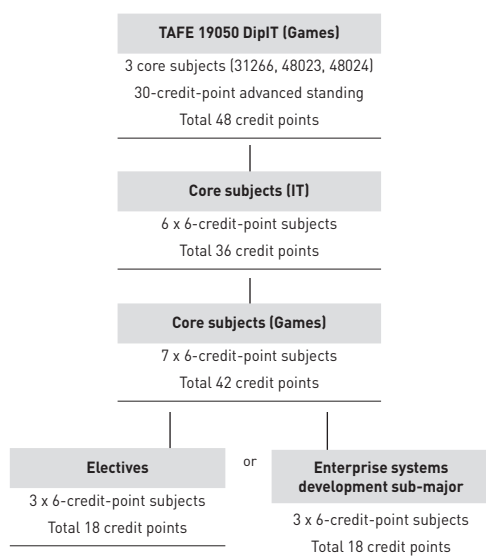 TAFE 19050 DipIT (Games)
3 core subjects (31266, 48023, 48024)
30-credit-point advanced standing
Total 48 credit points
Core subjects (IT)
6 x 6-credit-point subjects
Total 36 credit points
Core subjects (Games)
7 x 6-credit-point subjects
Total 42 credit points
Electives
3 x 6-credit-point subjects
Total 18 credit points
or
Enterprise systems
development sub-major
3 x 6-credit-point subjects
Total 18 credit points